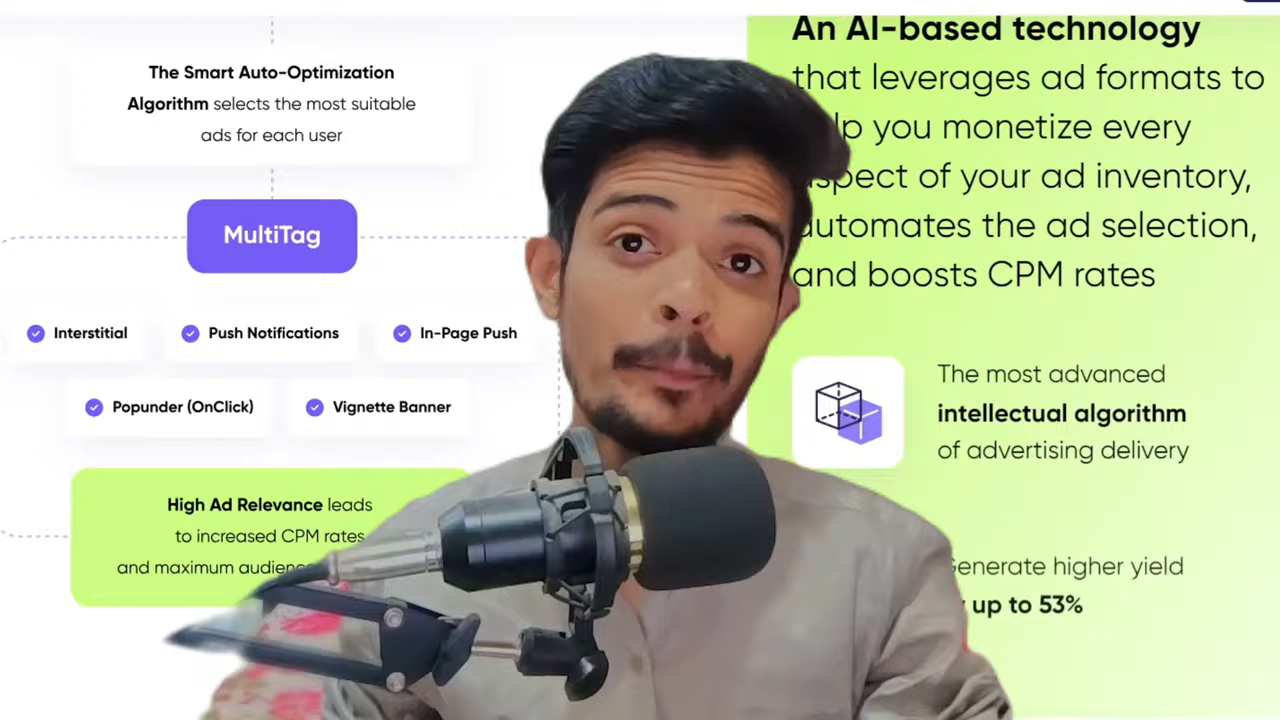 The Smart Auto-Optimization
Algorithm selects the most suitable
ads for each user
MultiTag
Interstitial
Push Notifications
In-Page Push
Popunder (OnClick)
Vignette Banner
High Ad Relevance leads
to increased CPM rates
and maximum
An AI-based technology
that leverages ad formats to
you monetize every
of your ad inventory,
automates the ad selection,
and boosts CPM rates
The most advanced
intellectual algorithm
of advertising delivery
Generate higher yield
up to 53%